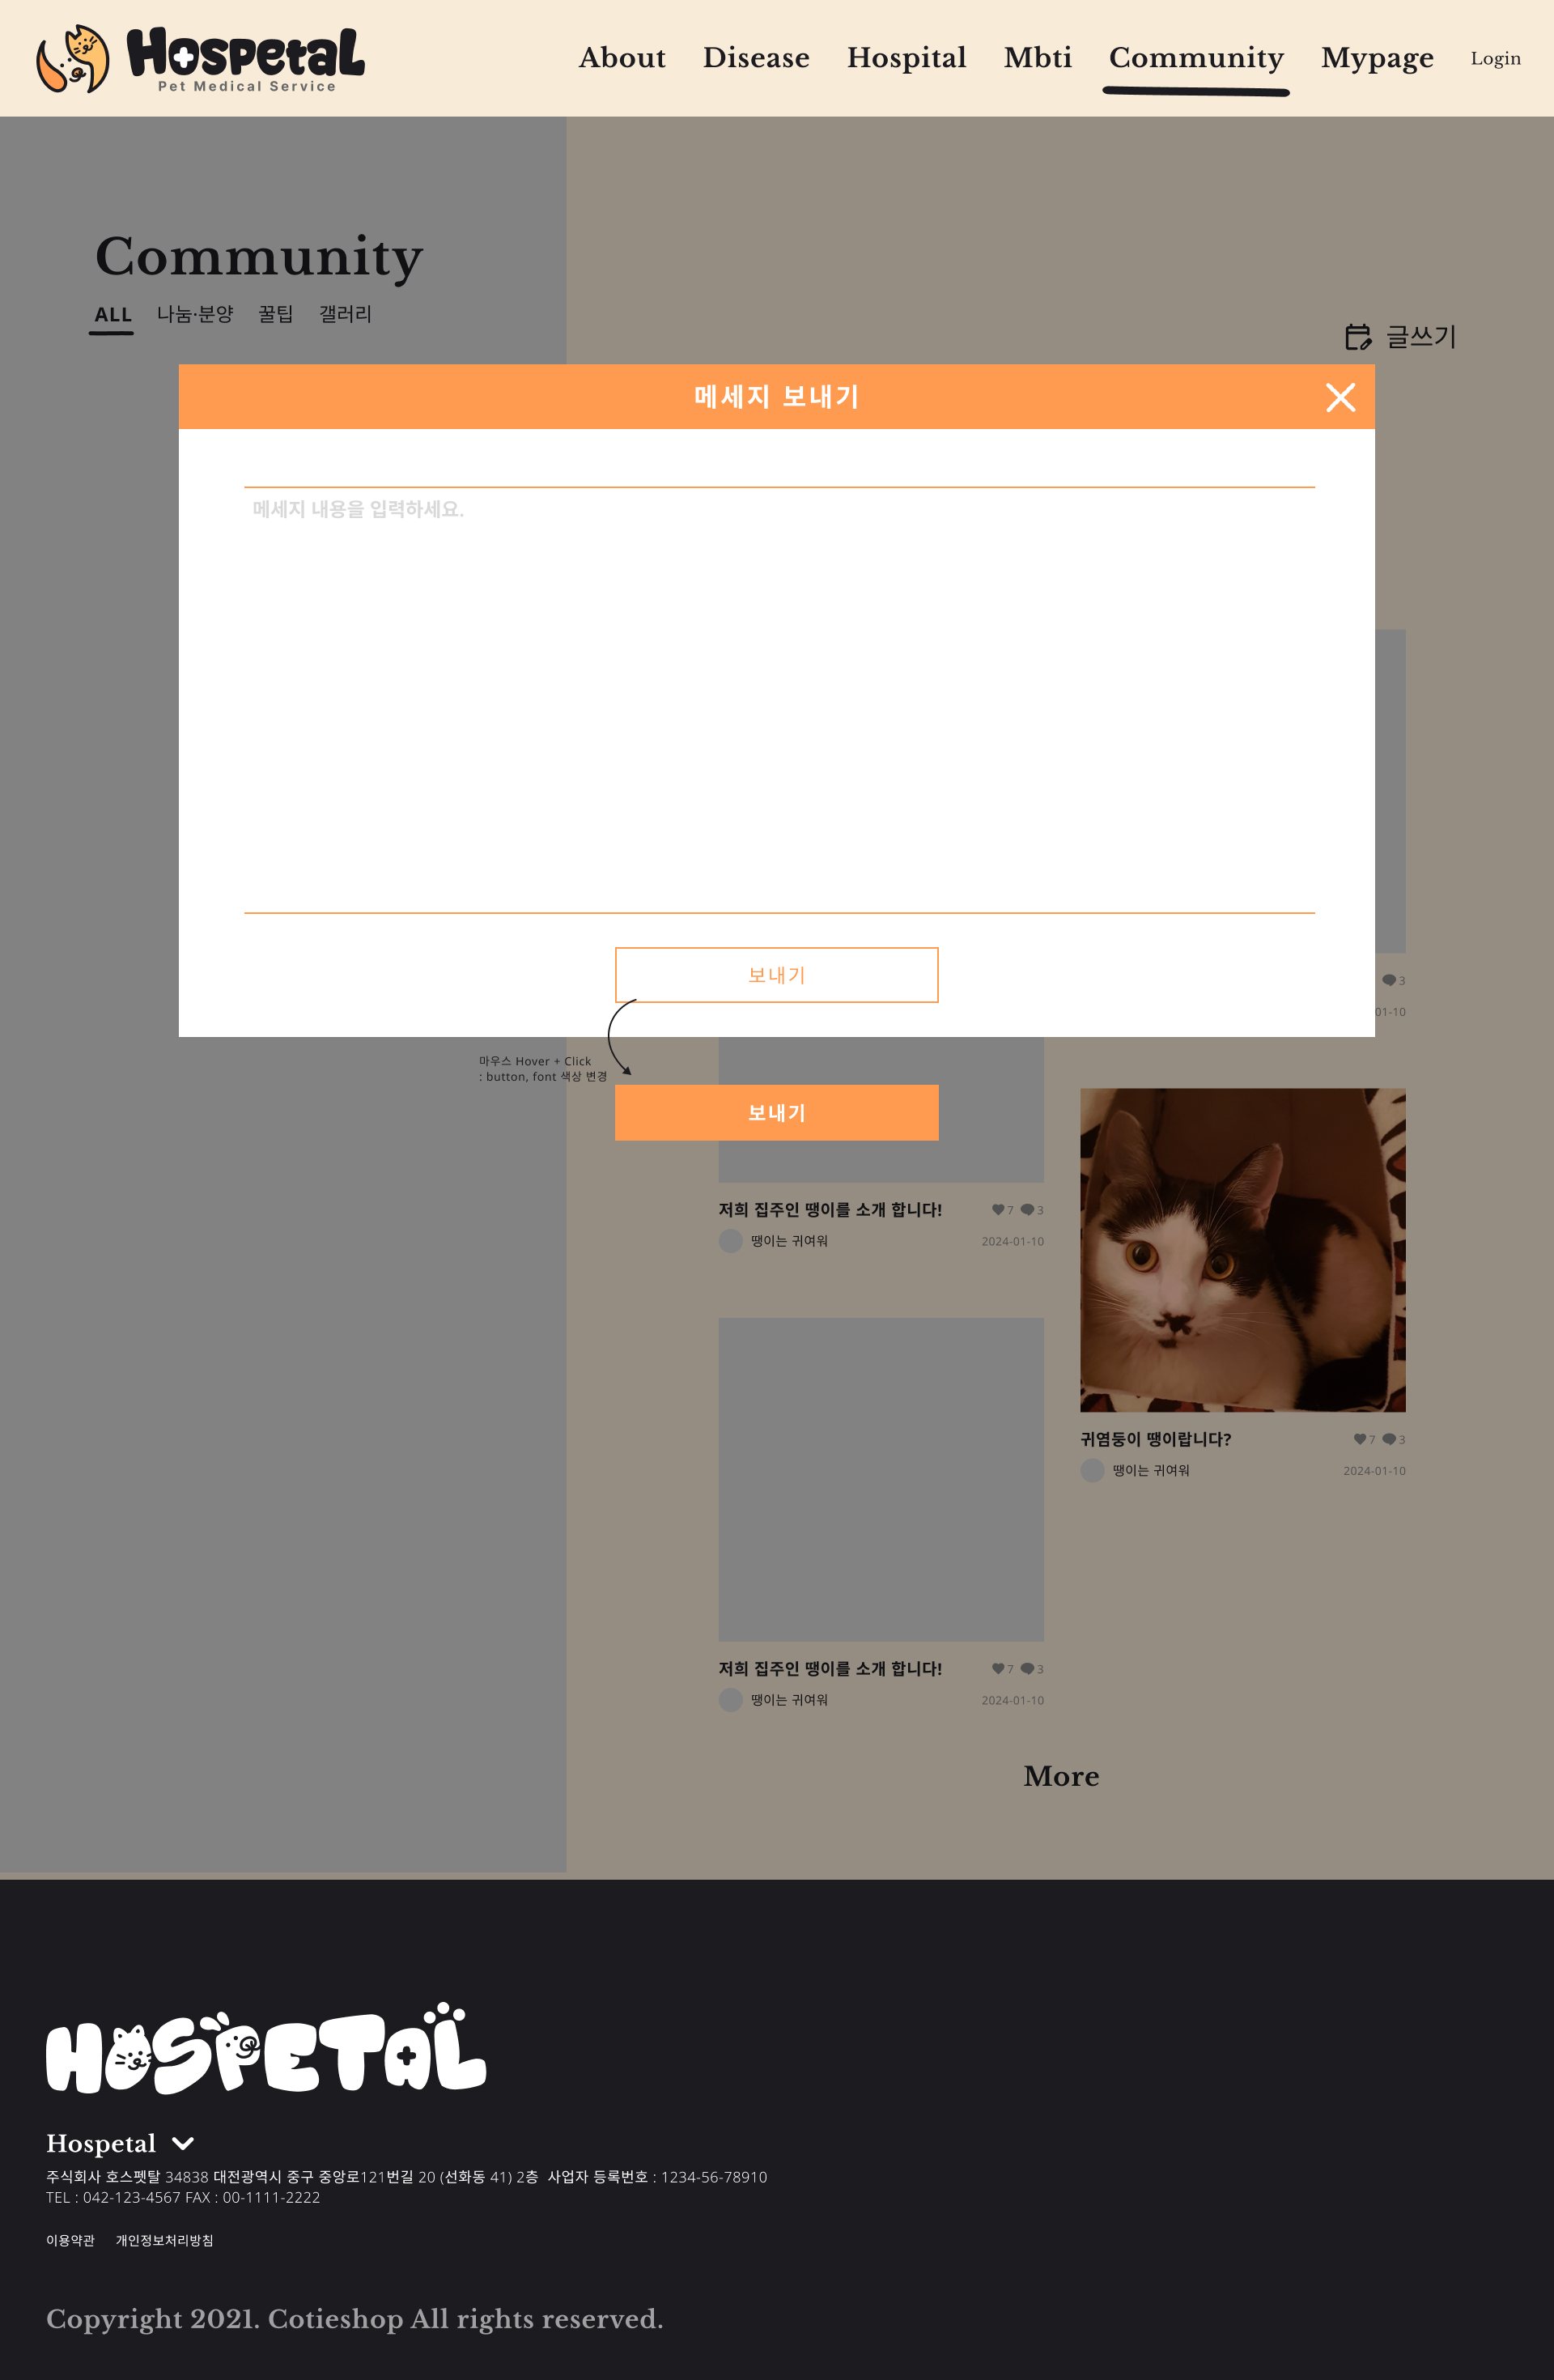 Hospetal
Pet Medical Service
About Disease Hospital Mbti Community Mypage Login
Community
ALL 나눔·분양 꿀팁 갤러리
글쓰기
메세지 보내기
메세지 내용을 입력하세요.
3
01-10
보내기
마우스 Hover + Click
: button, font 색상 변경
보내기
저희 집주인 땡이를 소개 합니다! 7 3
땡이는 귀여워 2024-01-10
귀염둥이 땡이랍니다? 7 3
땡이는 귀여워 2024-01-10
저희 집주인 땡이를 소개 합니다! 7 3
땡이는 귀여워 2024-01-10
More
HOSPETAL
Hospetal
주식회사 호스펫탈 34838 대전광역시 중구 중앙로121번길 20 (선화동 41) 2층 사업자 등록번호 : 1234-56-78910
TEL : 042-123-4567 FAX : 00-1111-2222
이용약관 개인정보처리방침
Copyright 2021. Cotieshop All rights reserved.